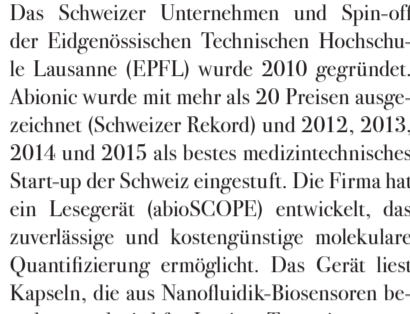 Das Schweizer Unternehmen und Spin-off
der Eidgenössischen Technischen Hochschu-
le Lausanne (EPFL) wurde 2010 gegründet.
Abionic wurde mit mehr als 20 Preisen ausge-
zeichnet (Schweizer Rekord) und 2012, 2013,
2014 und 2015 als bestes medizintechnisches
Start-up der Schweiz eingestuft. Die Firma hat
ein Lesegerät (abioSCOPE) entwickelt, das
zuverlässige und kostengünstige molekulare
Quantifizierung ermöglicht. Das Gerät liest
Kapseln, die aus Nanofluidik-Biosensoren be-